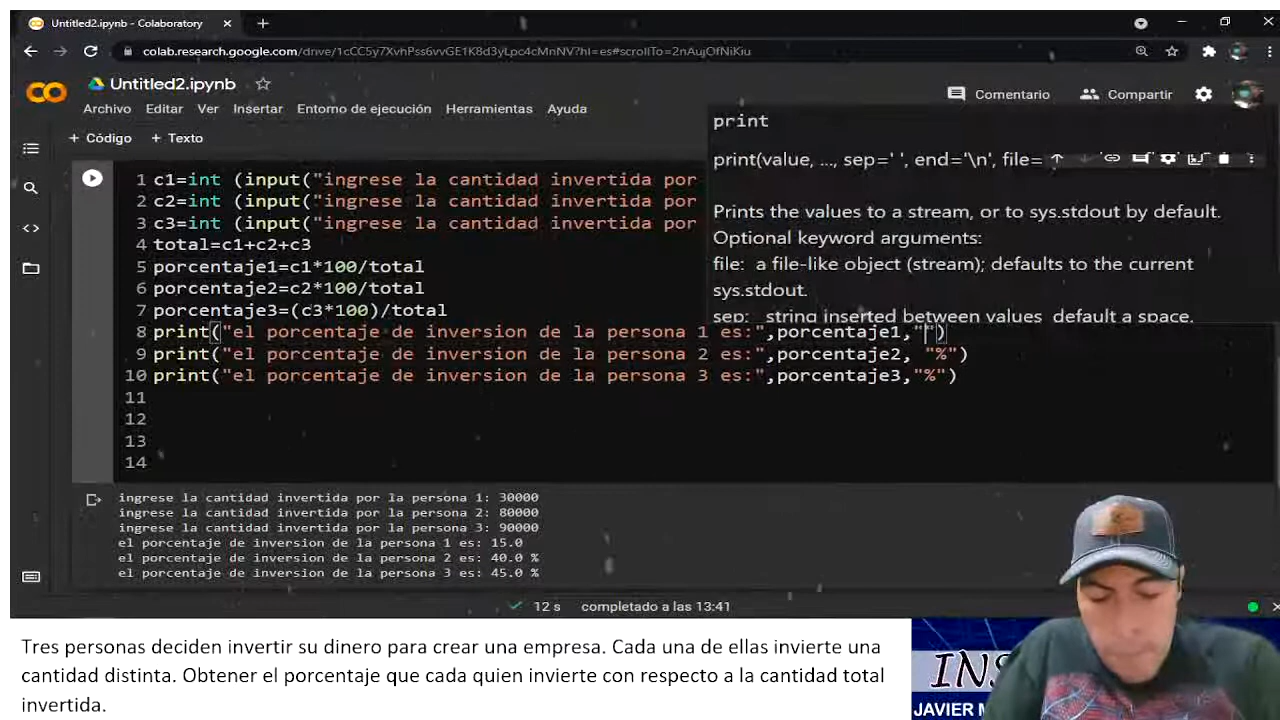 Untitled2.ipynb - Colaboratory
colab.research.google.com/drive/1cCC5y7XvhPss6vvGE1K8d3yLpc4cMnNV?hl=es#scrollTo=2nAujOfNiKiu
Untitled2.ipynb
Archivo Editar Ver Insertar Entorno de ejecución Herramientas Ayuda
Comentario Compartir
+ Código + Texto
print
print(value, ..., sep=' ', end='\n', file=
Prints the values to a stream, or to sys.stdout by default.
Optional keyword arguments:
file: a file-like object (stream); defaults to the current
sys.stdout.
sep: string inserted between values default a space.
1 c1=int (input("ingrese la cantidad invertida por
2 c2=int (input("ingrese la cantidad invertida por
3 c3=int (input("ingrese la cantidad invertida por
4 total=c1+c2+c3
5 porcentaje1=c1*100/total
6 porcentaje2=c2*100/total
7 porcentaje3=(c3*100)/total
8 print("el porcentaje de inversion de la persona 1 es:",porcentaje1,"")
9 print("el porcentaje de inversion de la persona 2 es:",porcentaje2, "%")
10 print("el porcentaje de inversion de la persona 3 es:",porcentaje3,"%")
11
12
13
14
ingrese la cantidad invertida por la persona 1: 30000
ingrese la cantidad invertida por la persona 2: 80000
ingrese la cantidad invertida por la persona 3: 90000
el porcentaje de inversion de la persona 1 es: 15.0
el porcentaje de inversion de la persona 2 es: 40.0 %
el porcentaje de inversion de la persona 3 es: 45.0 %
12 s completado a las 13:41
Tres personas deciden invertir su dinero para crear una empresa. Cada una de ellas invierte una
cantidad distinta. Obtener el porcentaje que cada quien invierte con respecto a la cantidad total
invertida.
JAVIER